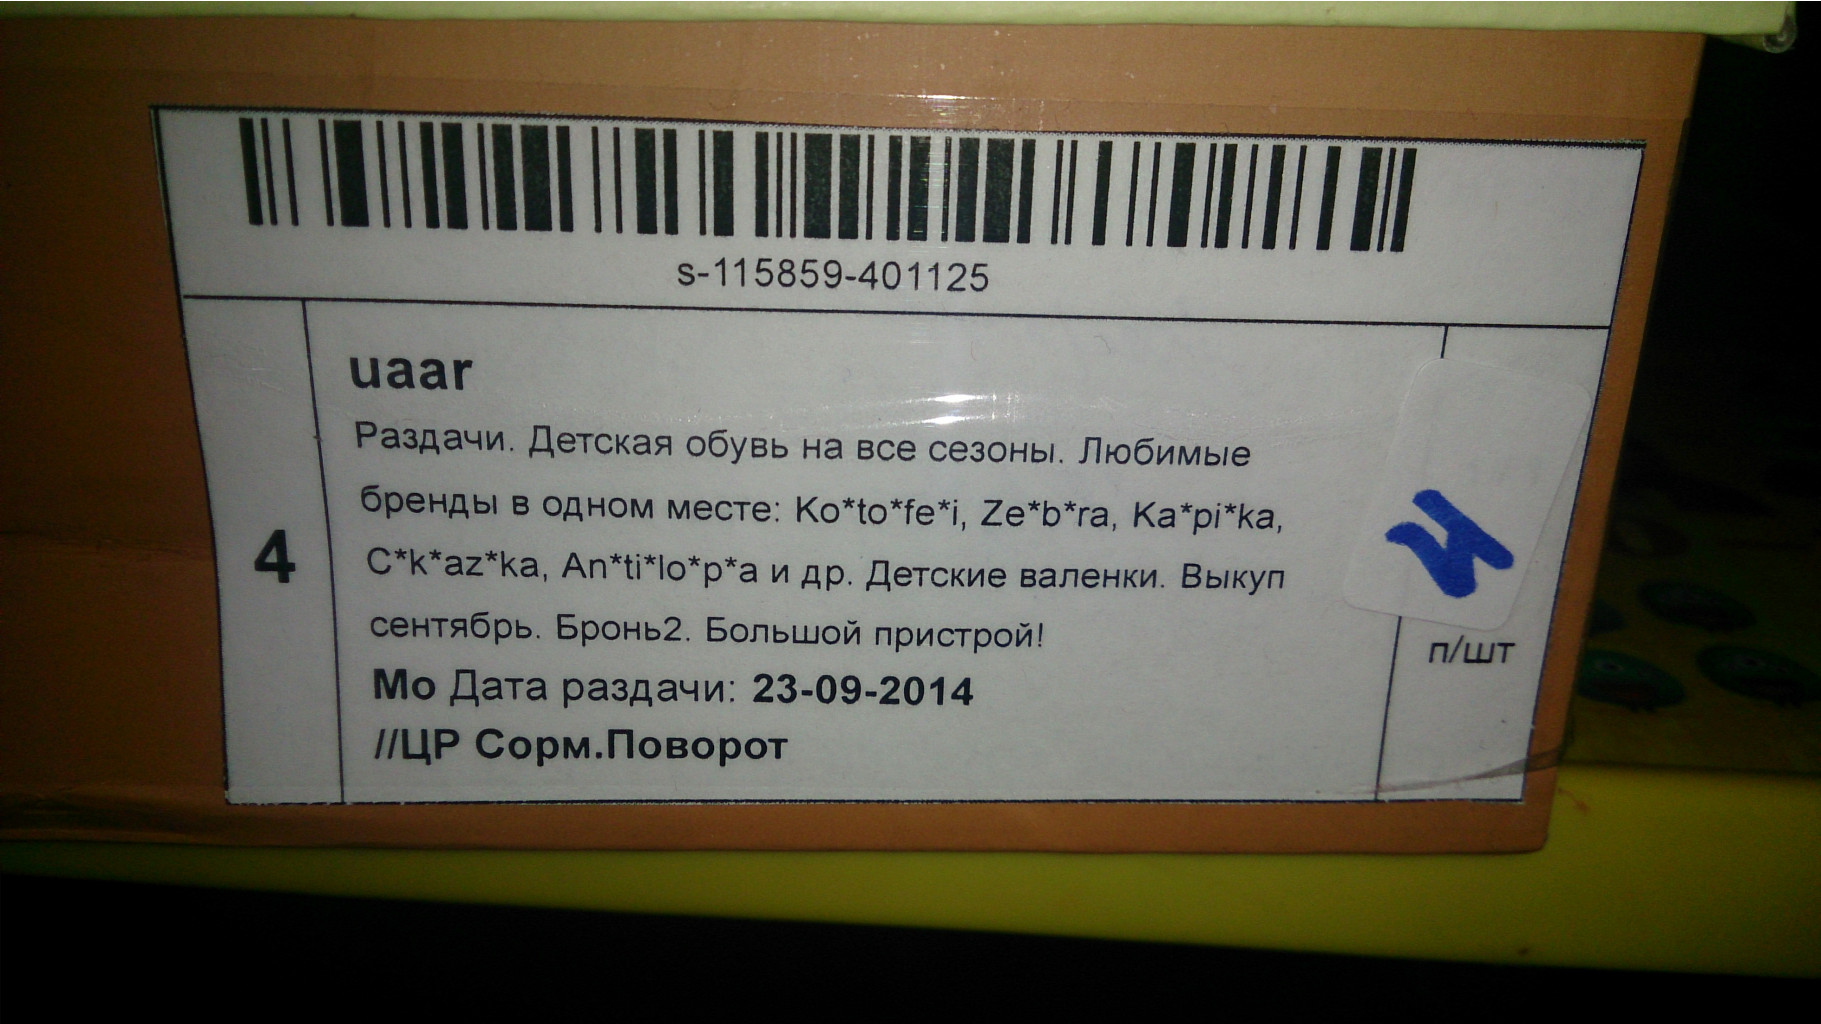 s-115859-401125
uaar
Раздачи. Детская обувь на все сезоны. Любимые
бренды в одном месте: Ko*to*fe*i, Ze*b*ra, Ka*pi*ka,
C*k*az*ka, An*ti*lo*p*a и др. Детские валенки. Выкуп
сентябрь. Бронь2. Большой пристрой!
Mo Дата раздачи: 23-09-2014
//ЦР Сорм.Поворот
4
п/шт